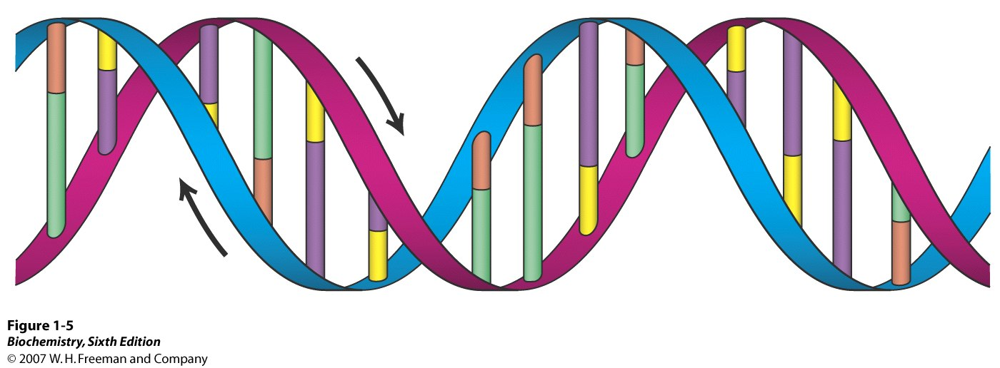 Figure 1-5
Biochemistry, Sixth Edition
© 2007 W. H. Freeman and Company